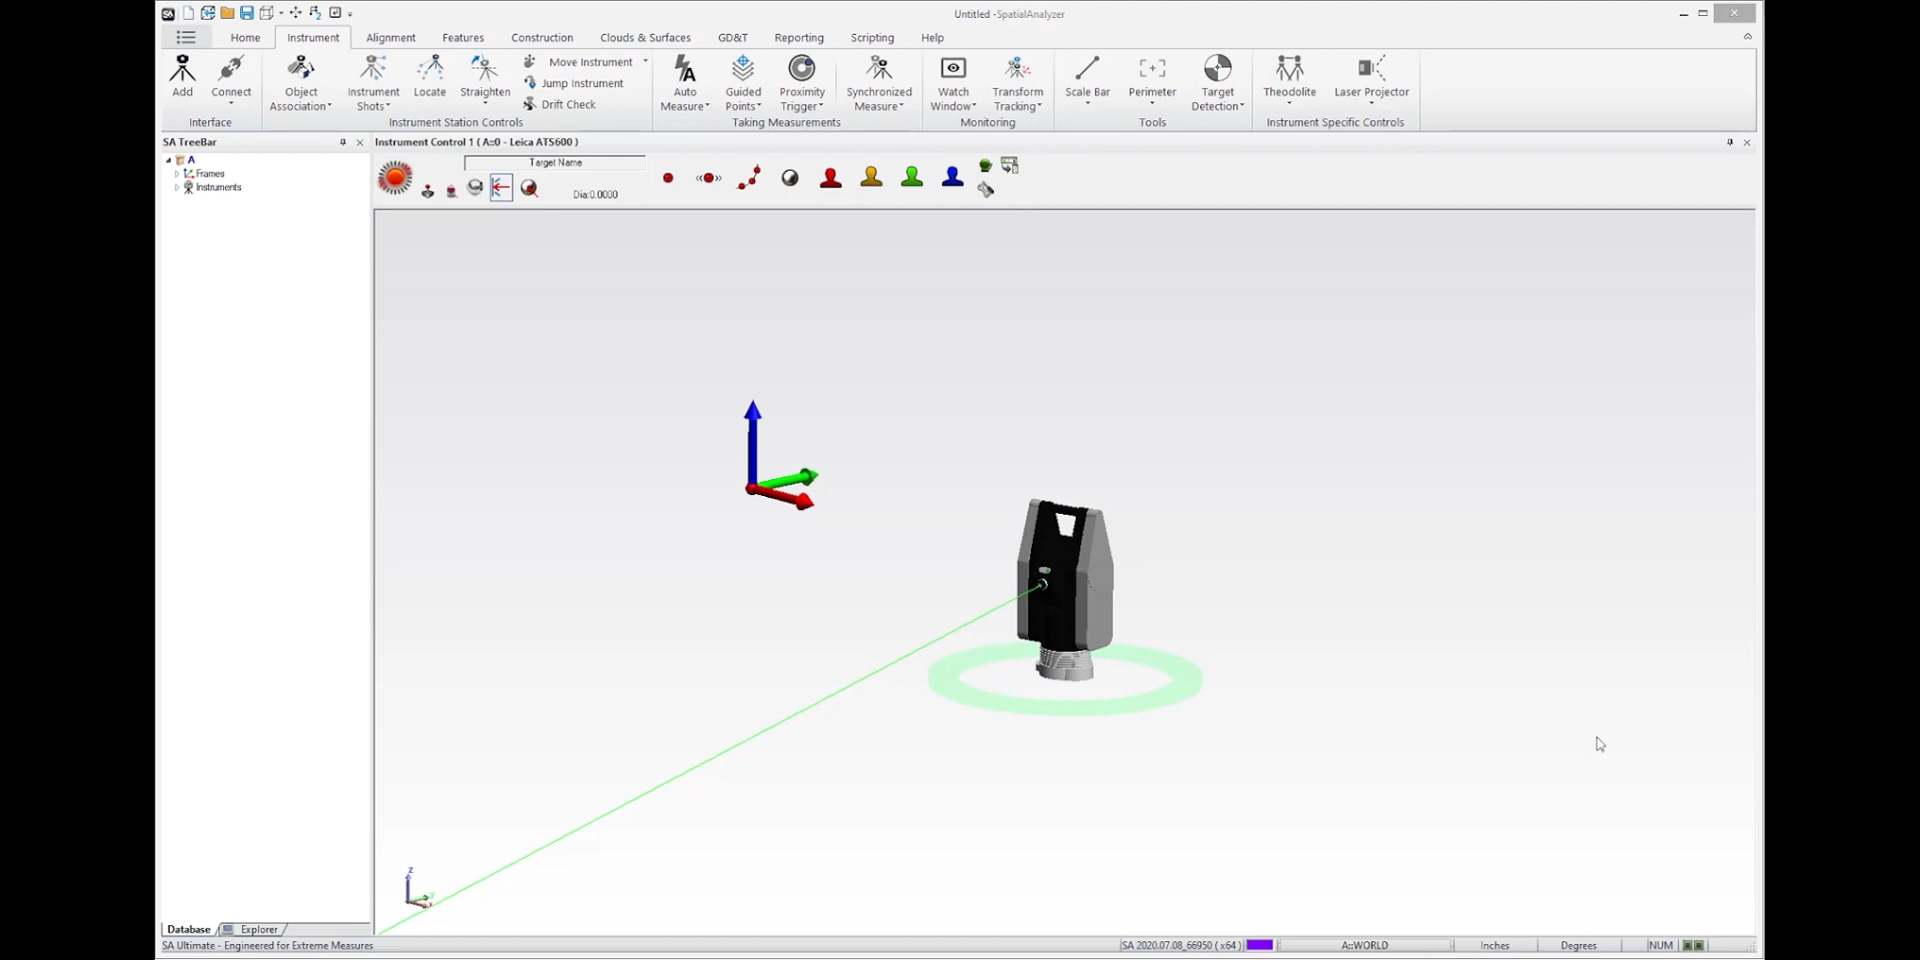 Untitled -SpatialAnalyzer
Home Instrument Alignment Features Construction Clouds & Surfaces GD&T Reporting Scripting Help
Add
Connect
Object Association
Instrument Shots
Locate
Straighten
Move Instrument
Jump Instrument
Drift Check
Auto Measure
Guided Points
Proximity Trigger
Synchronized Measure
Watch Window
Transform Tracking
Scale Bar
Perimeter
Target Detection
Theodolite
Laser Projector
Interface
Instrument Station Controls
Taking Measurements
Monitoring
Tools
Instrument Specific Controls
SA TreeBar
Instrument Control 1 ( A::0 - Leica ATS600 )
A
Frames
Instruments
Target Name
Dia:0.0000
Z
Y
X
Database Explorer
SA Ultimate - Engineered for Extreme Measures
SA 2020.07.08_66950 ( x64 )
A::WORLD
Inches
Degrees
NUM